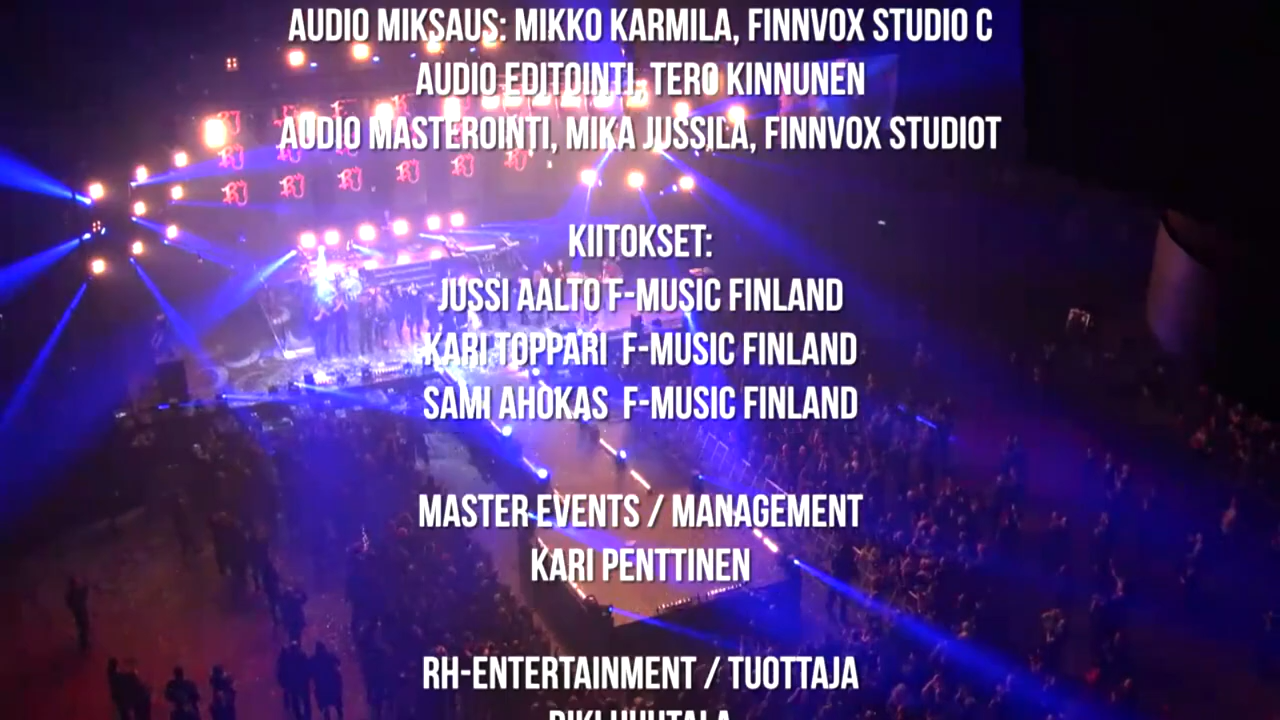 AUDIO MIKSAUS: MIKKO KARMILA, FINNVOX STUDIO C
AUDIO EDITOINTI, TERO KINNUNEN
AUDIO MASTEROINTI, MIKA JUSSILA, FINNVOX STUDIOT
KIITOKSET:
JUSSI AALTO F-MUSIC FINLAND
KARI TOPPARI F-MUSIC FINLAND
SAMI AHOKAS F-MUSIC FINLAND
MASTER EVENTS / MANAGEMENT
KARI PENTTINEN
RH-ENTERTAINMENT / TUOTTAJA